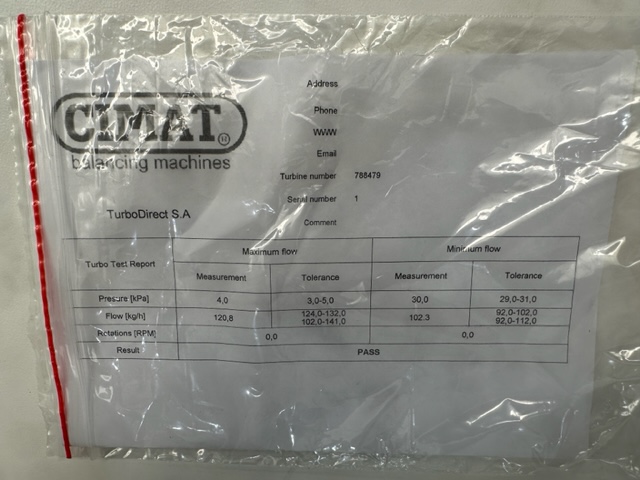 CIMAT®
balancing machines
TurboDirect S.A
Address
Phone
WWW
Email
Turbine number 788479
Serial number 1
Comment
Turbo Test Report Maximum flow Minimum flow
Measurement Tolerance Measurement Tolerance
Presure [kPa] 4,0 3,0-5,0 30,0 29,0-31,0
Flow [kg/h] 120,8 124,0-132,0 102.3 92,0-102,0
102,0-141,0 92,0-112,0
Rotations [RPM] 0,0 0,0
Result PASS